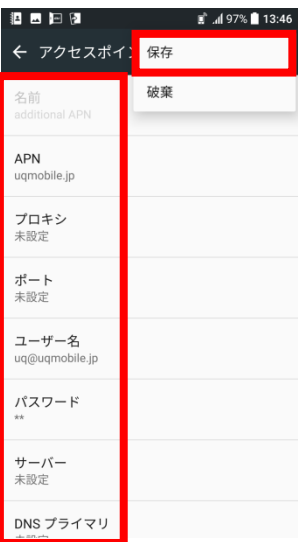 97% 13:46
アクセスポイン
保存
破棄
名前
additional APN
APN
uqmobile.jp
プロキシ
未設定
ポート
未設定
ユーザー名
uq@uqmobile.jp
パスワード
**
サーバー
未設定
DNS プライマリ
未設定